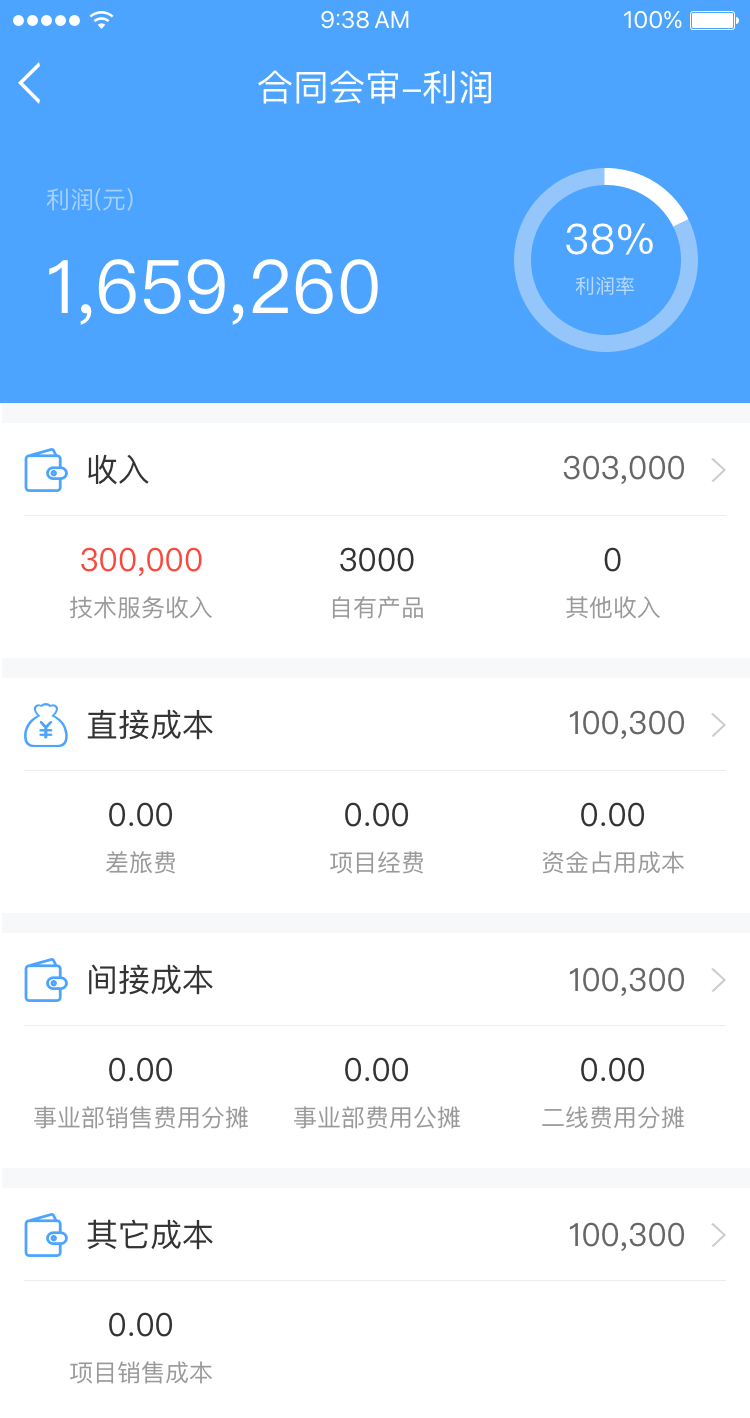 9:38 AM 100%
合同会审–利润
利润(元)
1,659,260
38%
利润率
收入 303,000
300,000 3000 0
技术服务收入 自有产品 其他收入
直接成本 100,300
0.00 0.00 0.00
差旅费 项目经费 资金占用成本
间接成本 100,300
0.00 0.00 0.00
事业部销售费用分摊 事业部费用公摊 二线费用分摊
其它成本 100,300
0.00
项目销售成本